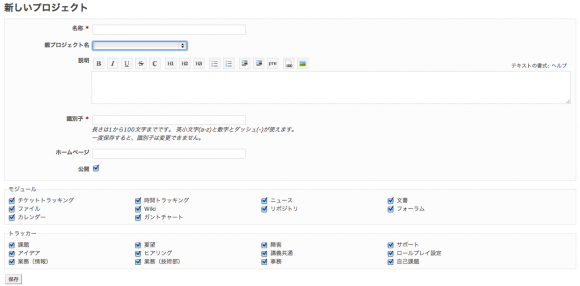 新しいプロジェクト
名称 *
親プロジェクト名
説明 B I U S C H1 H2 H3 pre テキストの書式: ヘルプ
識別子 *
長さは1から100文字までです。 英小文字(a-z)と数字とダッシュ(-)が使えます。
一度保存すると、識別子は変更できません。
ホームページ
公開
モジュール
チケットトラッキング 時間トラッキング ニュース 文書
ファイル Wiki リポジトリ フォーラム
カレンダー ガントチャート
トラッカー
課題 要望 障害 サポート
アイデア ヒアリング 講義共通 ロールプレイ設定
業務（情報） 業務（技術部） 事務 自己課題
保存